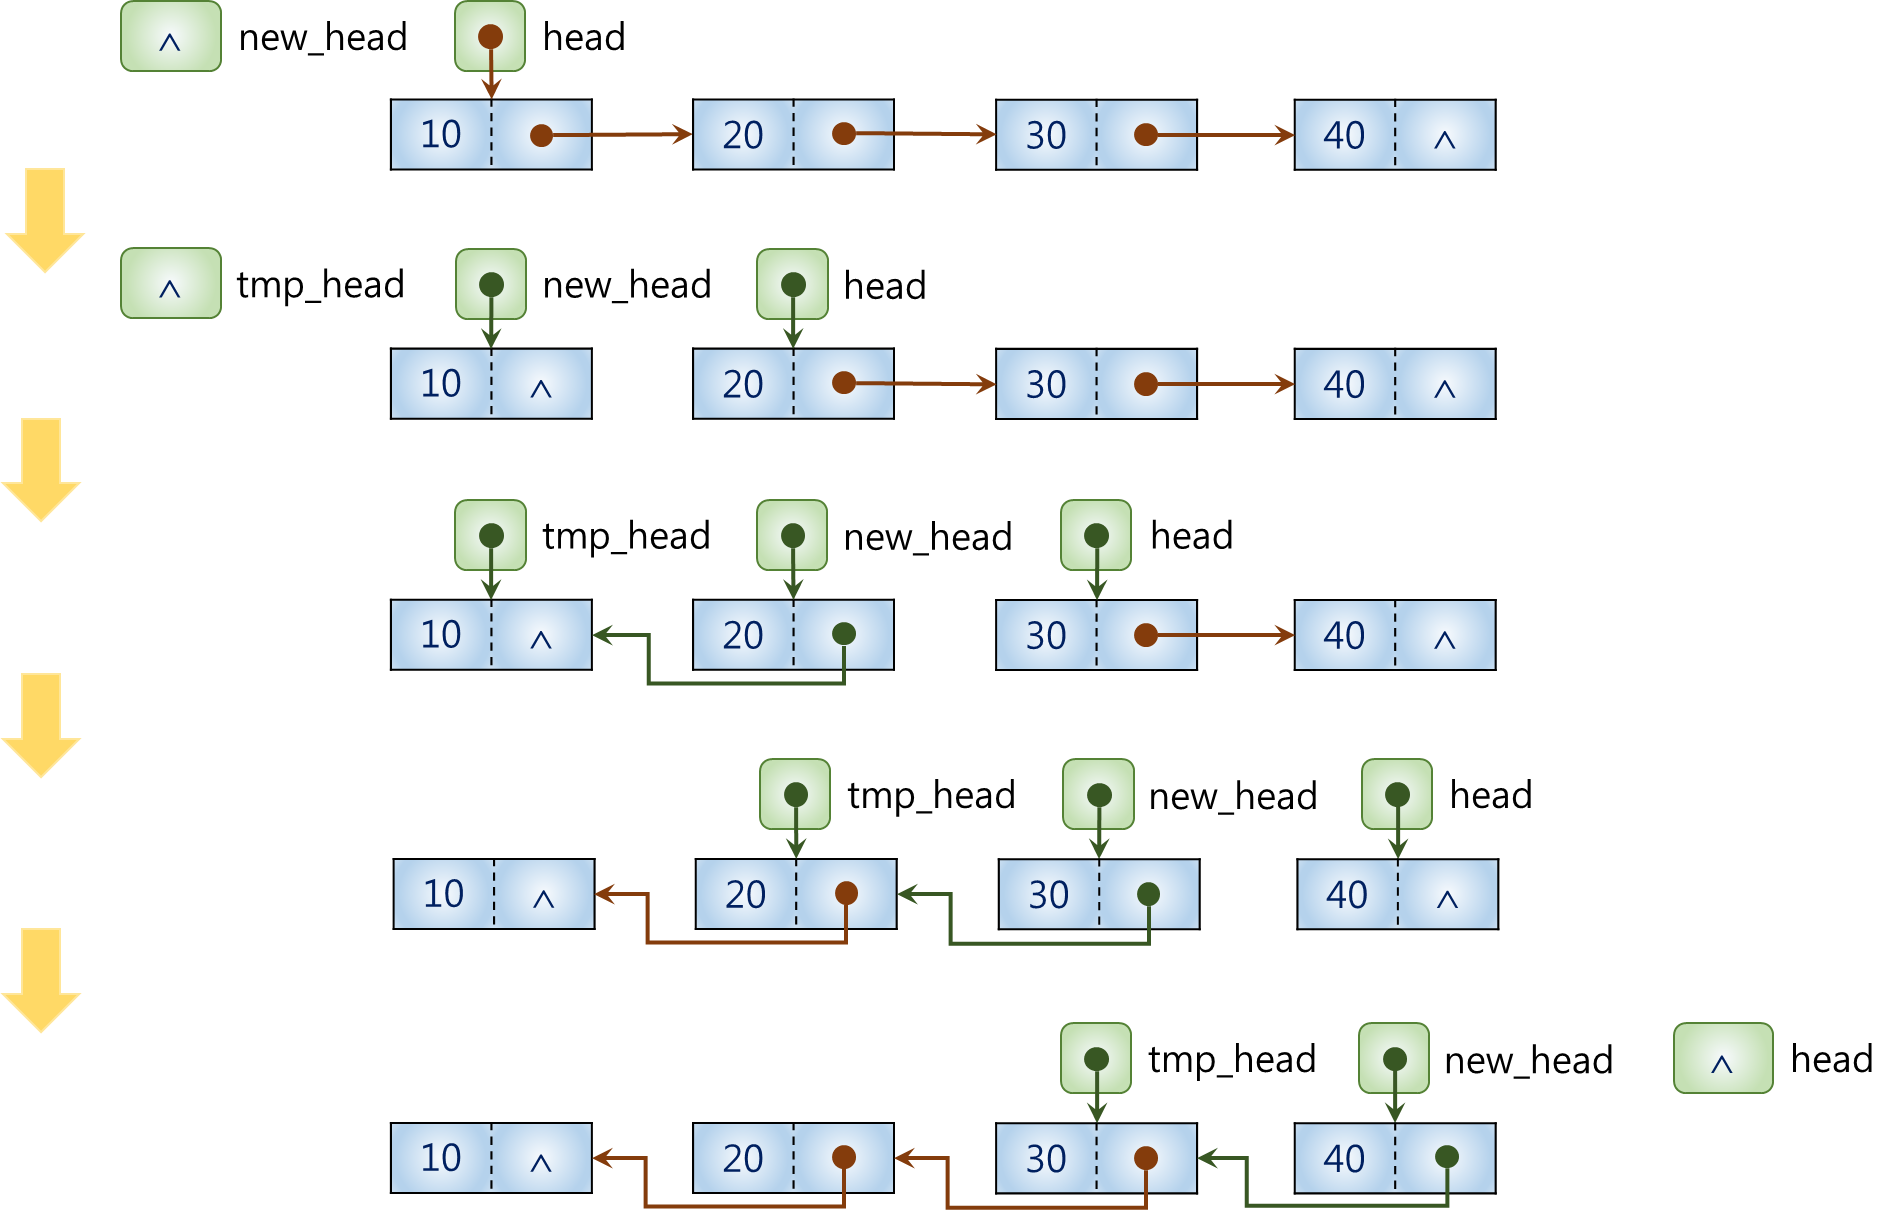 ^ new_head head
10 20 30 40 ^
^ tmp_head new_head head
10 ^ 20 30 40 ^
tmp_head new_head head
10 ^ 20 30 40 ^
tmp_head new_head head
10 ^ 20 30 40 ^
tmp_head new_head ^ head
10 ^ 20 30 40